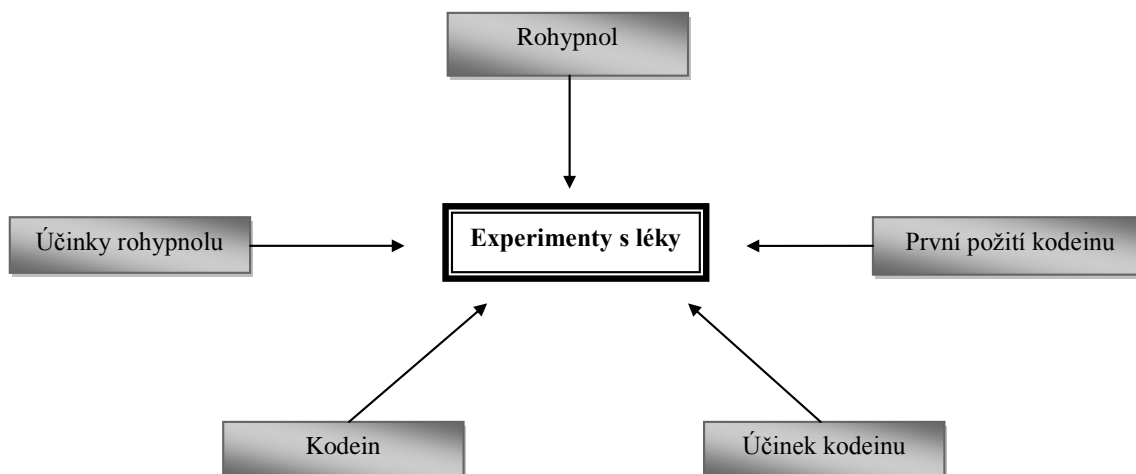 Rohypnol
Účinky rohypnolu
Experimenty s léky
První požití kodeinu
Kodein
Účinek kodeinu